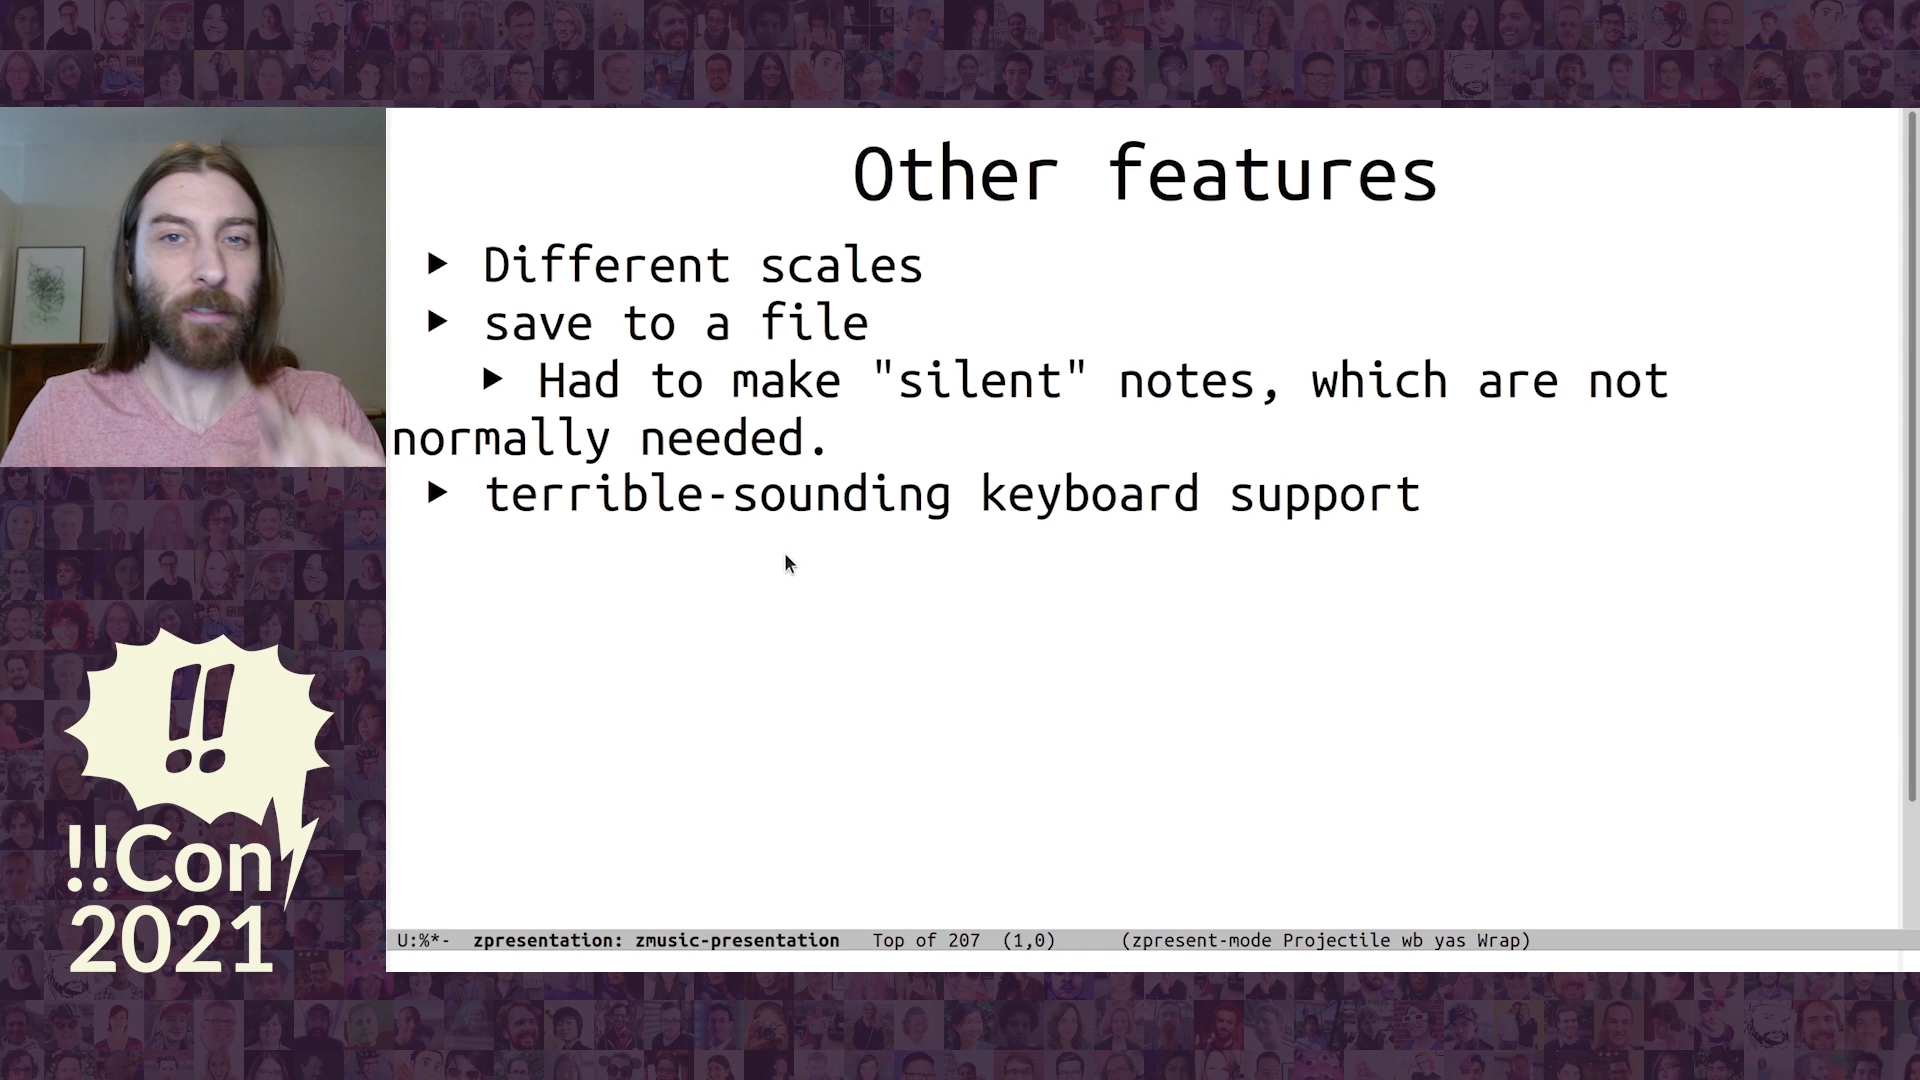 Other features
▶ Different scales
▶ save to a file
▶ Had to make "silent" notes, which are not
normally needed.
▶ terrible-sounding keyboard support
U:%*- zpresentation: zmusic-presentation Top of 207 (1,0) (zpresent-mode Projectile wb yas Wrap)
!!
!!Con
2021